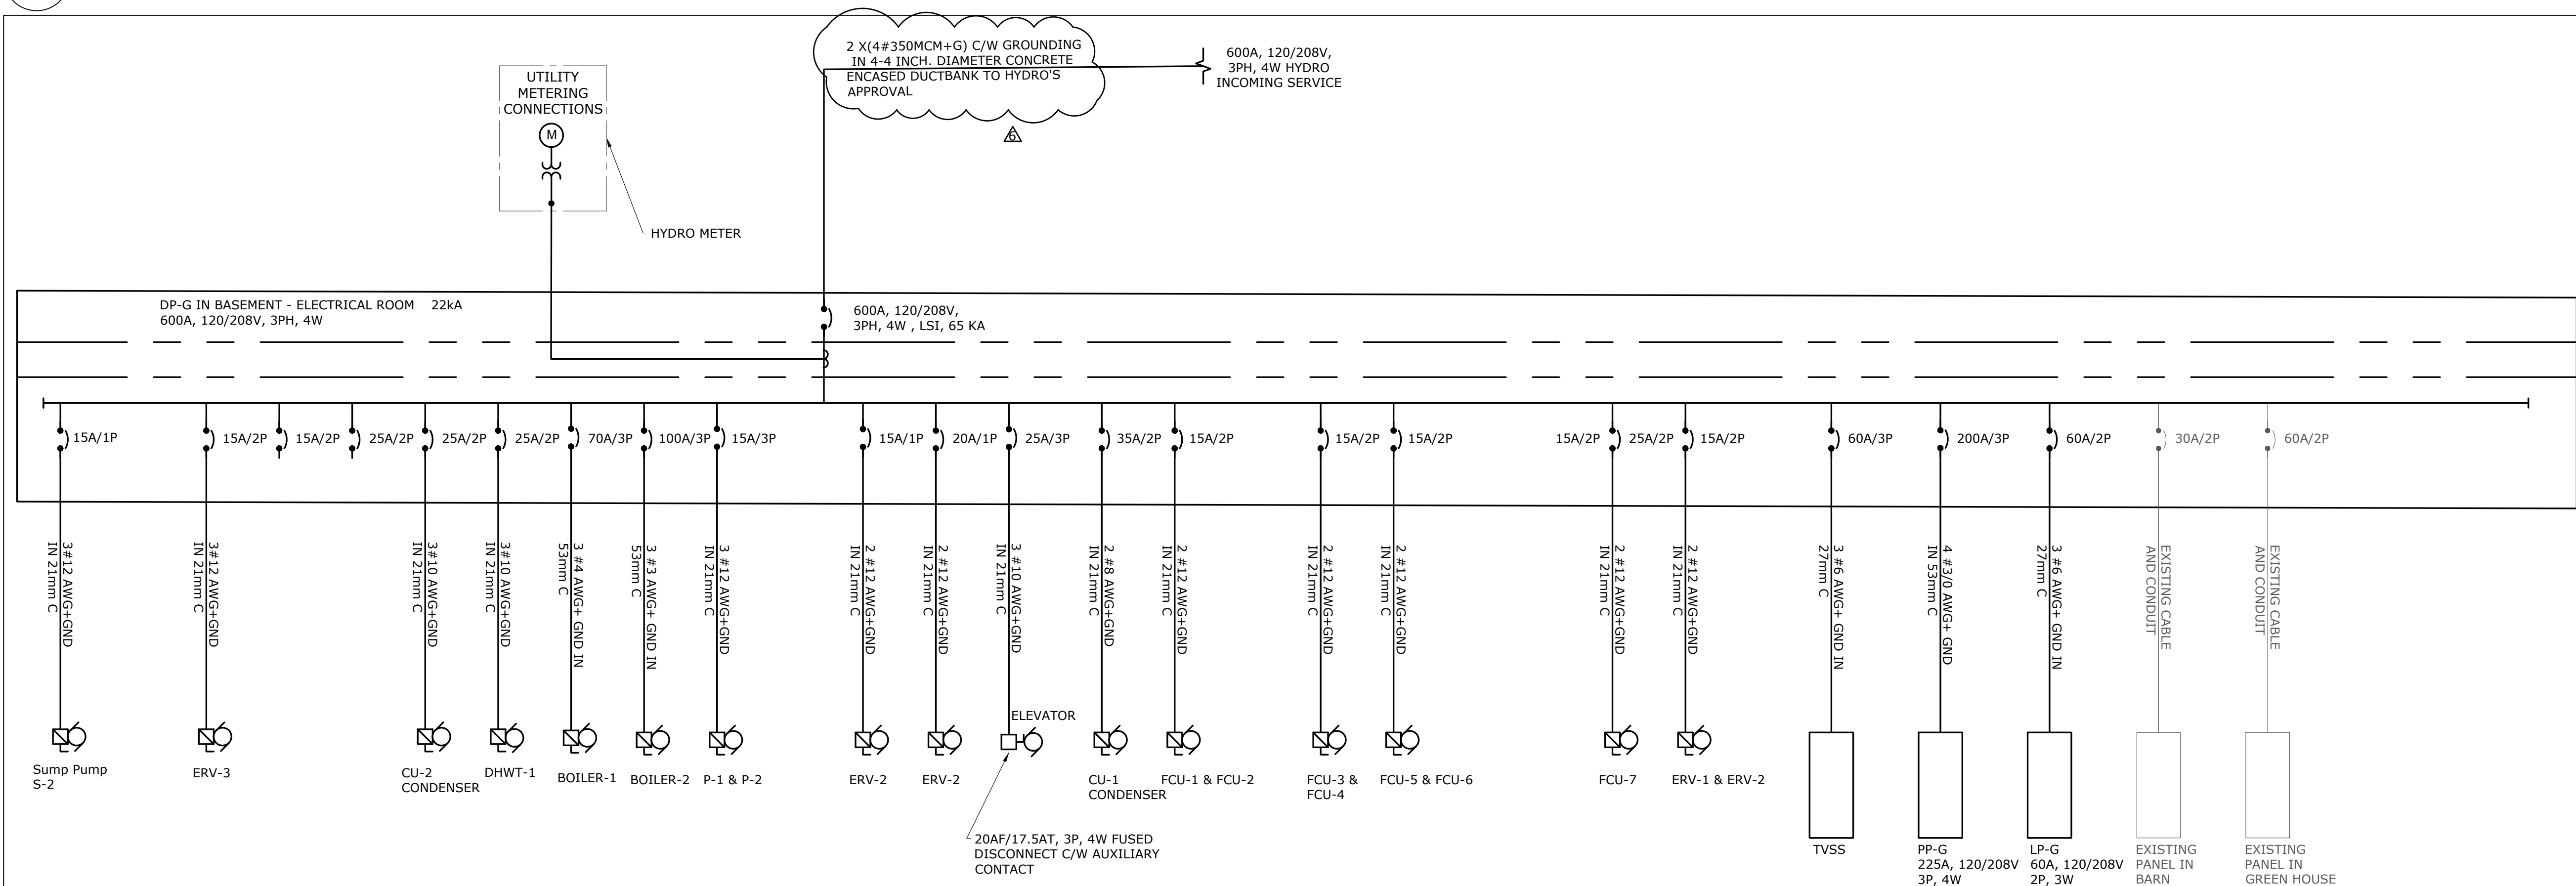 2 X(4#350MCM+G) C/W GROUNDING
IN 4-4 INCH. DIAMETER CONCRETE
ENCASED DUCTBANK TO HYDRO'S
APPROVAL
6
600A, 120/208V,
3PH, 4W HYDRO
INCOMING SERVICE
UTILITY
METERING
CONNECTIONS
M
HYDRO METER
DP-G IN BASEMENT - ELECTRICAL ROOM 22kA
600A, 120/208V, 3PH, 4W
600A, 120/208V,
3PH, 4W , LSI, 65 KA
15A/1P
15A/2P
15A/2P
25A/2P
25A/2P
25A/2P
70A/3P
100A/3P
15A/3P
15A/1P
20A/1P
25A/3P
35A/2P
15A/2P
15A/2P
15A/2P
15A/2P
25A/2P
15A/2P
60A/3P
200A/3P
60A/2P
30A/2P
60A/2P
3#12 AWG+GND
IN 21mm C
3#12 AWG+GND
IN 21mm C
3#10 AWG+GND
IN 21mm C
3#10 AWG+GND
IN 21mm C
3 #4 AWG+ GND IN
53mm C
3 #3 AWG+ GND IN
53mm C
3 #12 AWG+GND
IN 21mm C
2 #12 AWG+GND
IN 21mm C
2 #12 AWG+GND
IN 21mm C
3 #10 AWG+GND
IN 21mm C
2 #8 AWG+GND
IN 21mm C
2 #12 AWG+GND
IN 21mm C
2 #12 AWG+GND
IN 21mm C
2 #12 AWG+GND
IN 21mm C
2 #12 AWG+GND
IN 21mm C
2 #12 AWG+GND
IN 21mm C
3 #6 AWG+ GND IN
27mm C
4 #3/0 AWG+ GND
IN 53mm C
3 #6 AWG+ GND IN
27mm C
EXISTING CABLE
AND CONDUIT
EXISTING CABLE
AND CONDUIT
Sump Pump
S-2
ERV-3
CU-2
CONDENSER
DHWT-1
BOILER-1
BOILER-2
P-1 & P-2
ERV-2
ERV-2
ELEVATOR
20AF/17.5AT, 3P, 4W FUSED
DISCONNECT C/W AUXILIARY
CONTACT
CU-1
CONDENSER
FCU-1 & FCU-2
FCU-3 &
FCU-4
FCU-5 & FCU-6
FCU-7
ERV-1 & ERV-2
TVSS
PP-G
225A, 120/208V
3P, 4W
LP-G
60A, 120/208V
2P, 3W
EXISTING
PANEL IN
BARN
EXISTING
PANEL IN
GREEN HOUSE